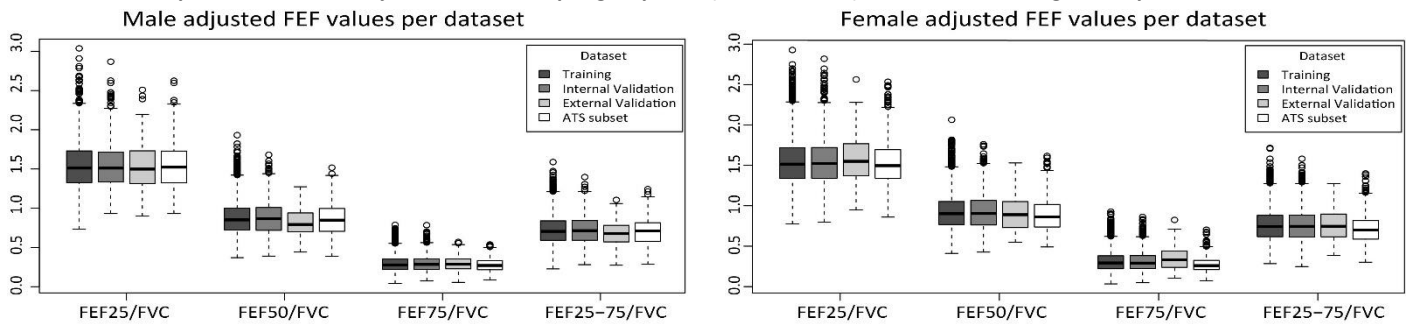 Male adjusted FEF values per dataset
3.0
2.5
2.0
1.5
1.0
0.5
0.0
Dataset
Training
Internal Validation
External Validation
ATS subset
FEF25/FVC FEF50/FVC FEF75/FVC FEF25–75/FVC
Female adjusted FEF values per dataset
3.0
2.5
2.0
1.5
1.0
0.5
0.0
Dataset
Training
Internal Validation
External Validation
ATS subset
FEF25/FVC FEF50/FVC FEF75/FVC FEF25–75/FVC